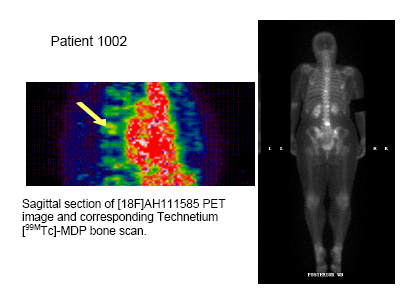 Patient 1002
Sagittal section of [18F]AH111585 PET
image and corresponding Technetium
[99MTc]-MDP bone scan.
L L R R
POSTERIOR WB